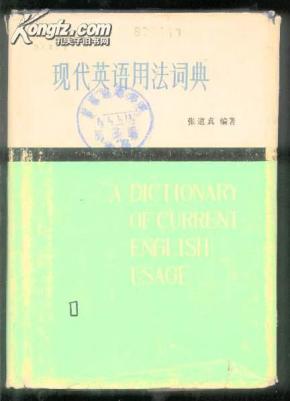 Kongfz.com
孔夫子旧书网
现代英语用法词典
张道真 编著
A DICTIONARY
OF CURRENT
ENGLISH
USAGE